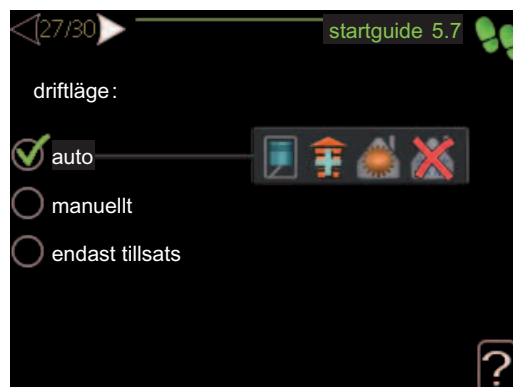 27/30
startguide 5.7
driftläge:
auto
manuellt
endast tillsats
?